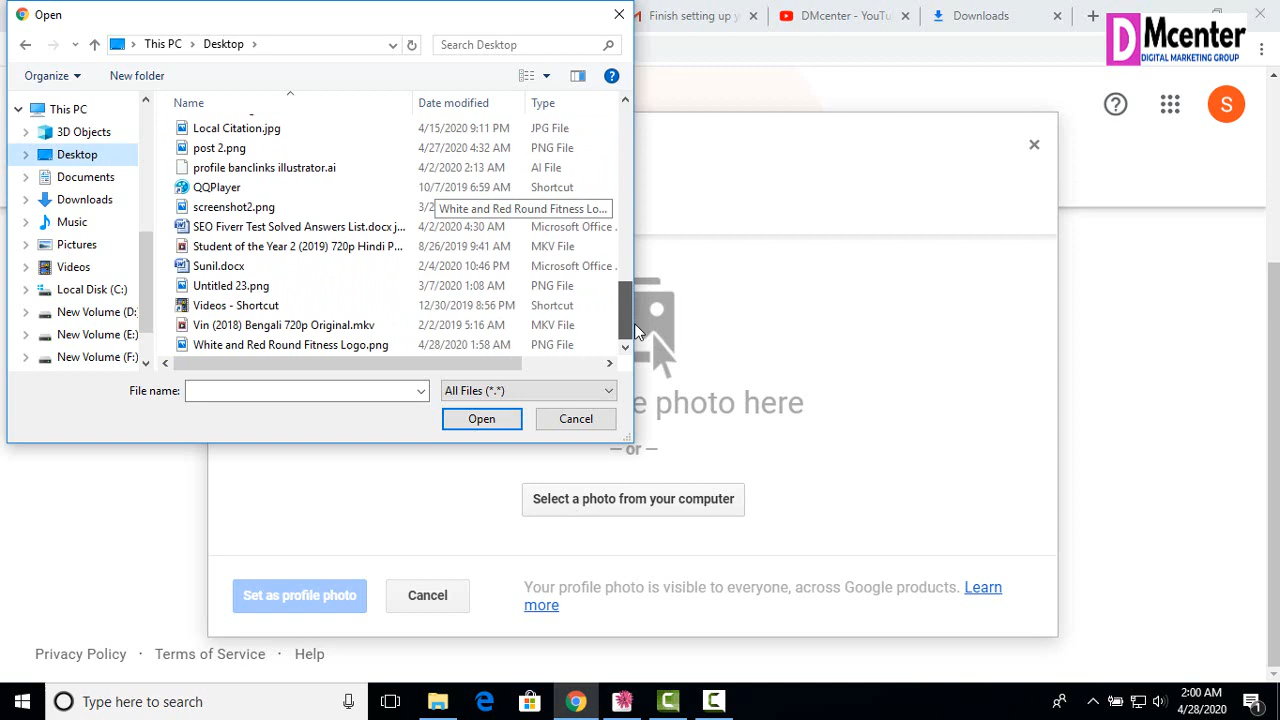 Open
Finish setting up y
DMcenter - YouTu
Downloads
D Mcenter
DIGITAL MARKETING GROUP
This PC
Desktop
Search Desktop
Organize
New folder
Name
Date modified
Type
This PC
3D Objects
Desktop
Documents
Downloads
Music
Pictures
Videos
Local Disk (C:)
New Volume (D:
New Volume (E:)
New Volume (F:)
Local Citation.jpg 4/15/2020 9:11 PM JPG File
post 2.png 4/27/2020 4:32 AM PNG File
profile banclinks illustrator.ai 4/2/2020 2:13 AM AI File
QQPlayer 10/7/2019 6:59 AM Shortcut
screenshot2.png 3/2
White and Red Round Fitness Lo...
SEO Fiverr Test Solved Answers List.docx j... 4/2/2020 4:30 AM Microsoft Office
Student of the Year 2 (2019) 720p Hindi P... 8/26/2019 9:41 AM MKV File
Sunil.docx 2/4/2020 10:46 PM Microsoft Office
Untitled 23.png 3/7/2020 1:08 AM PNG File
Videos - Shortcut 12/30/2019 8:56 PM Shortcut
Vin (2018) Bengali 720p Original.mkv 2/2/2019 5:16 AM MKV File
White and Red Round Fitness Logo.png 4/28/2020 1:58 AM PNG File
File name:
All Files (*.*)
Open
Cancel
S
e photo here
— or —
Select a photo from your computer
Set as profile photo
Cancel
Your profile photo is visible to everyone, across Google products. Learn
more
Privacy Policy · Terms of Service · Help
Type here to search
2:00 AM
4/28/2020
1